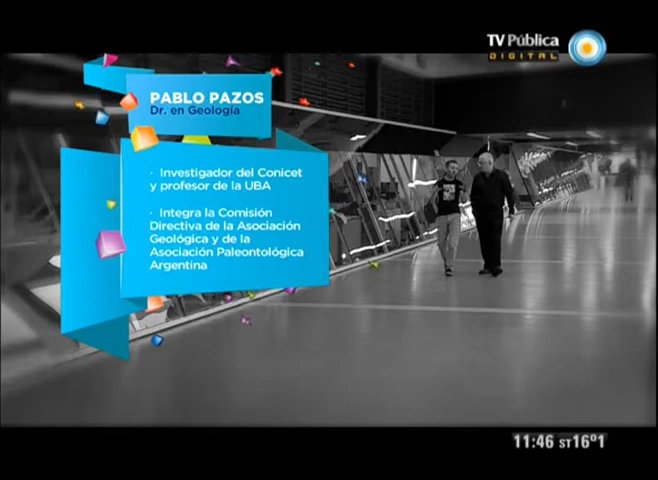 TV Pública
DIGITAL
PABLO PAZOS
Dr. en Geología
· Investigador del Conicet
y profesor de la UBA
· Integra la Comisión
Directiva de la Asociación
Geológica y de la
Asociación Paleontológica
Argentina
11:46 ST16°1